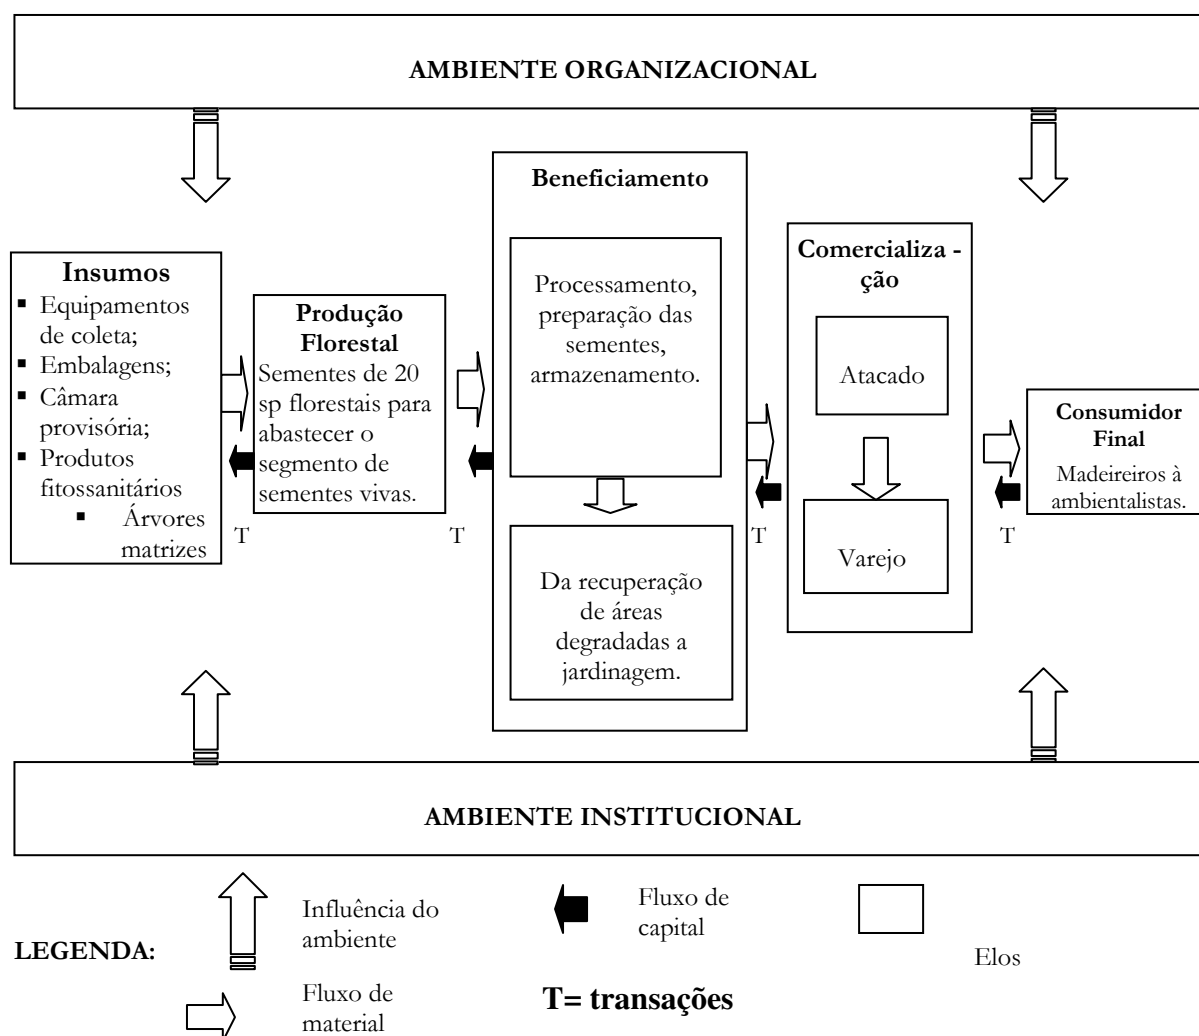 AMBIENTE ORGANIZACIONAL
Insumos
▪ Equipamentos
de coleta;
▪ Embalagens;
▪ Câmara
provisória;
▪ Produtos
fitossanitários
▪ Árvores
matrizes
T
Produção
Florestal
Sementes de 20
sp florestais para
abastecer o
segmento de
sementes vivas.
T
Beneficiamento
Processamento,
preparação das
sementes,
armazenamento.
Da recuperação
de áreas
degradadas a
jardinagem.
T
Comercializa -
ção
Atacado
Varejo
T
Consumidor
Final
Madeireiros à
ambientalistas.
AMBIENTE INSTITUCIONAL
LEGENDA:
Influência do
ambiente
Fluxo de
capital
Elos
Fluxo de
material
T= transações